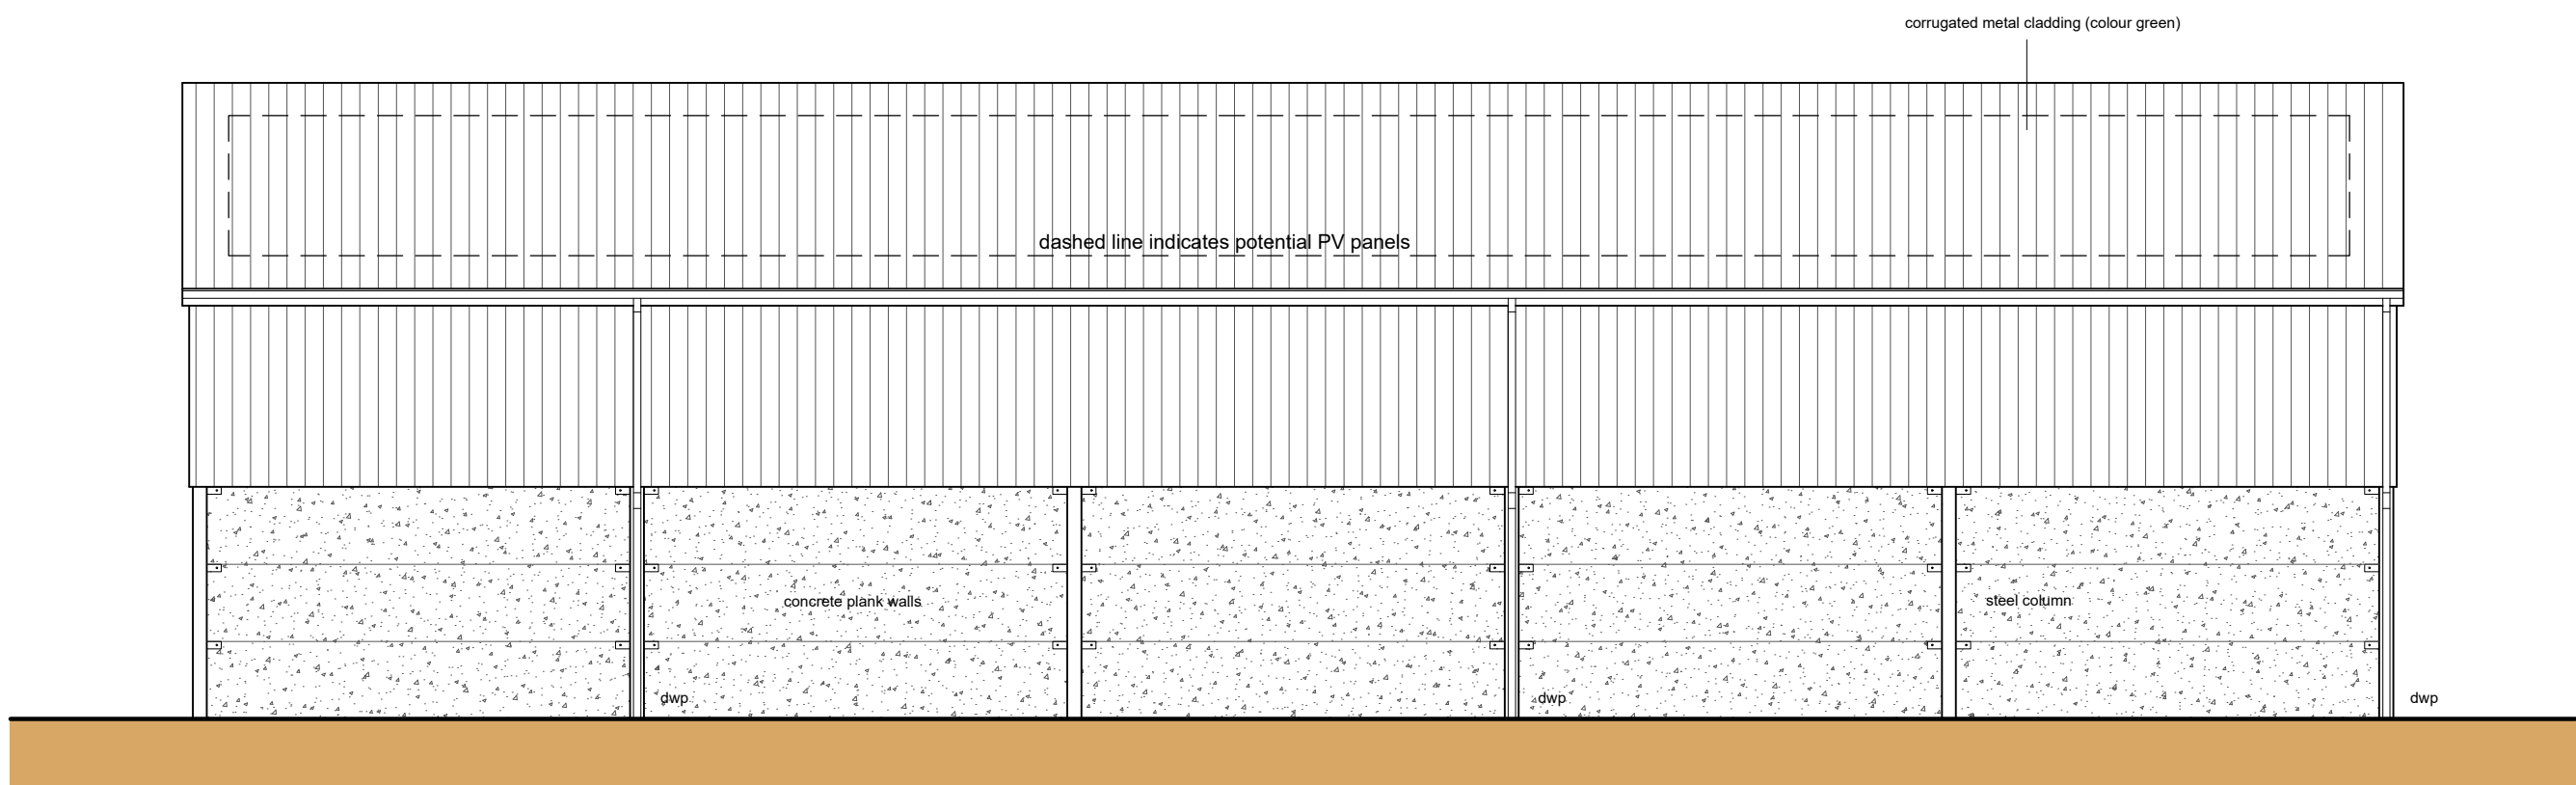 corrugated metal cladding (colour green)
dashed line indicates potential PV panels
concrete plank walls
steel column
dwp
dwp
dwp